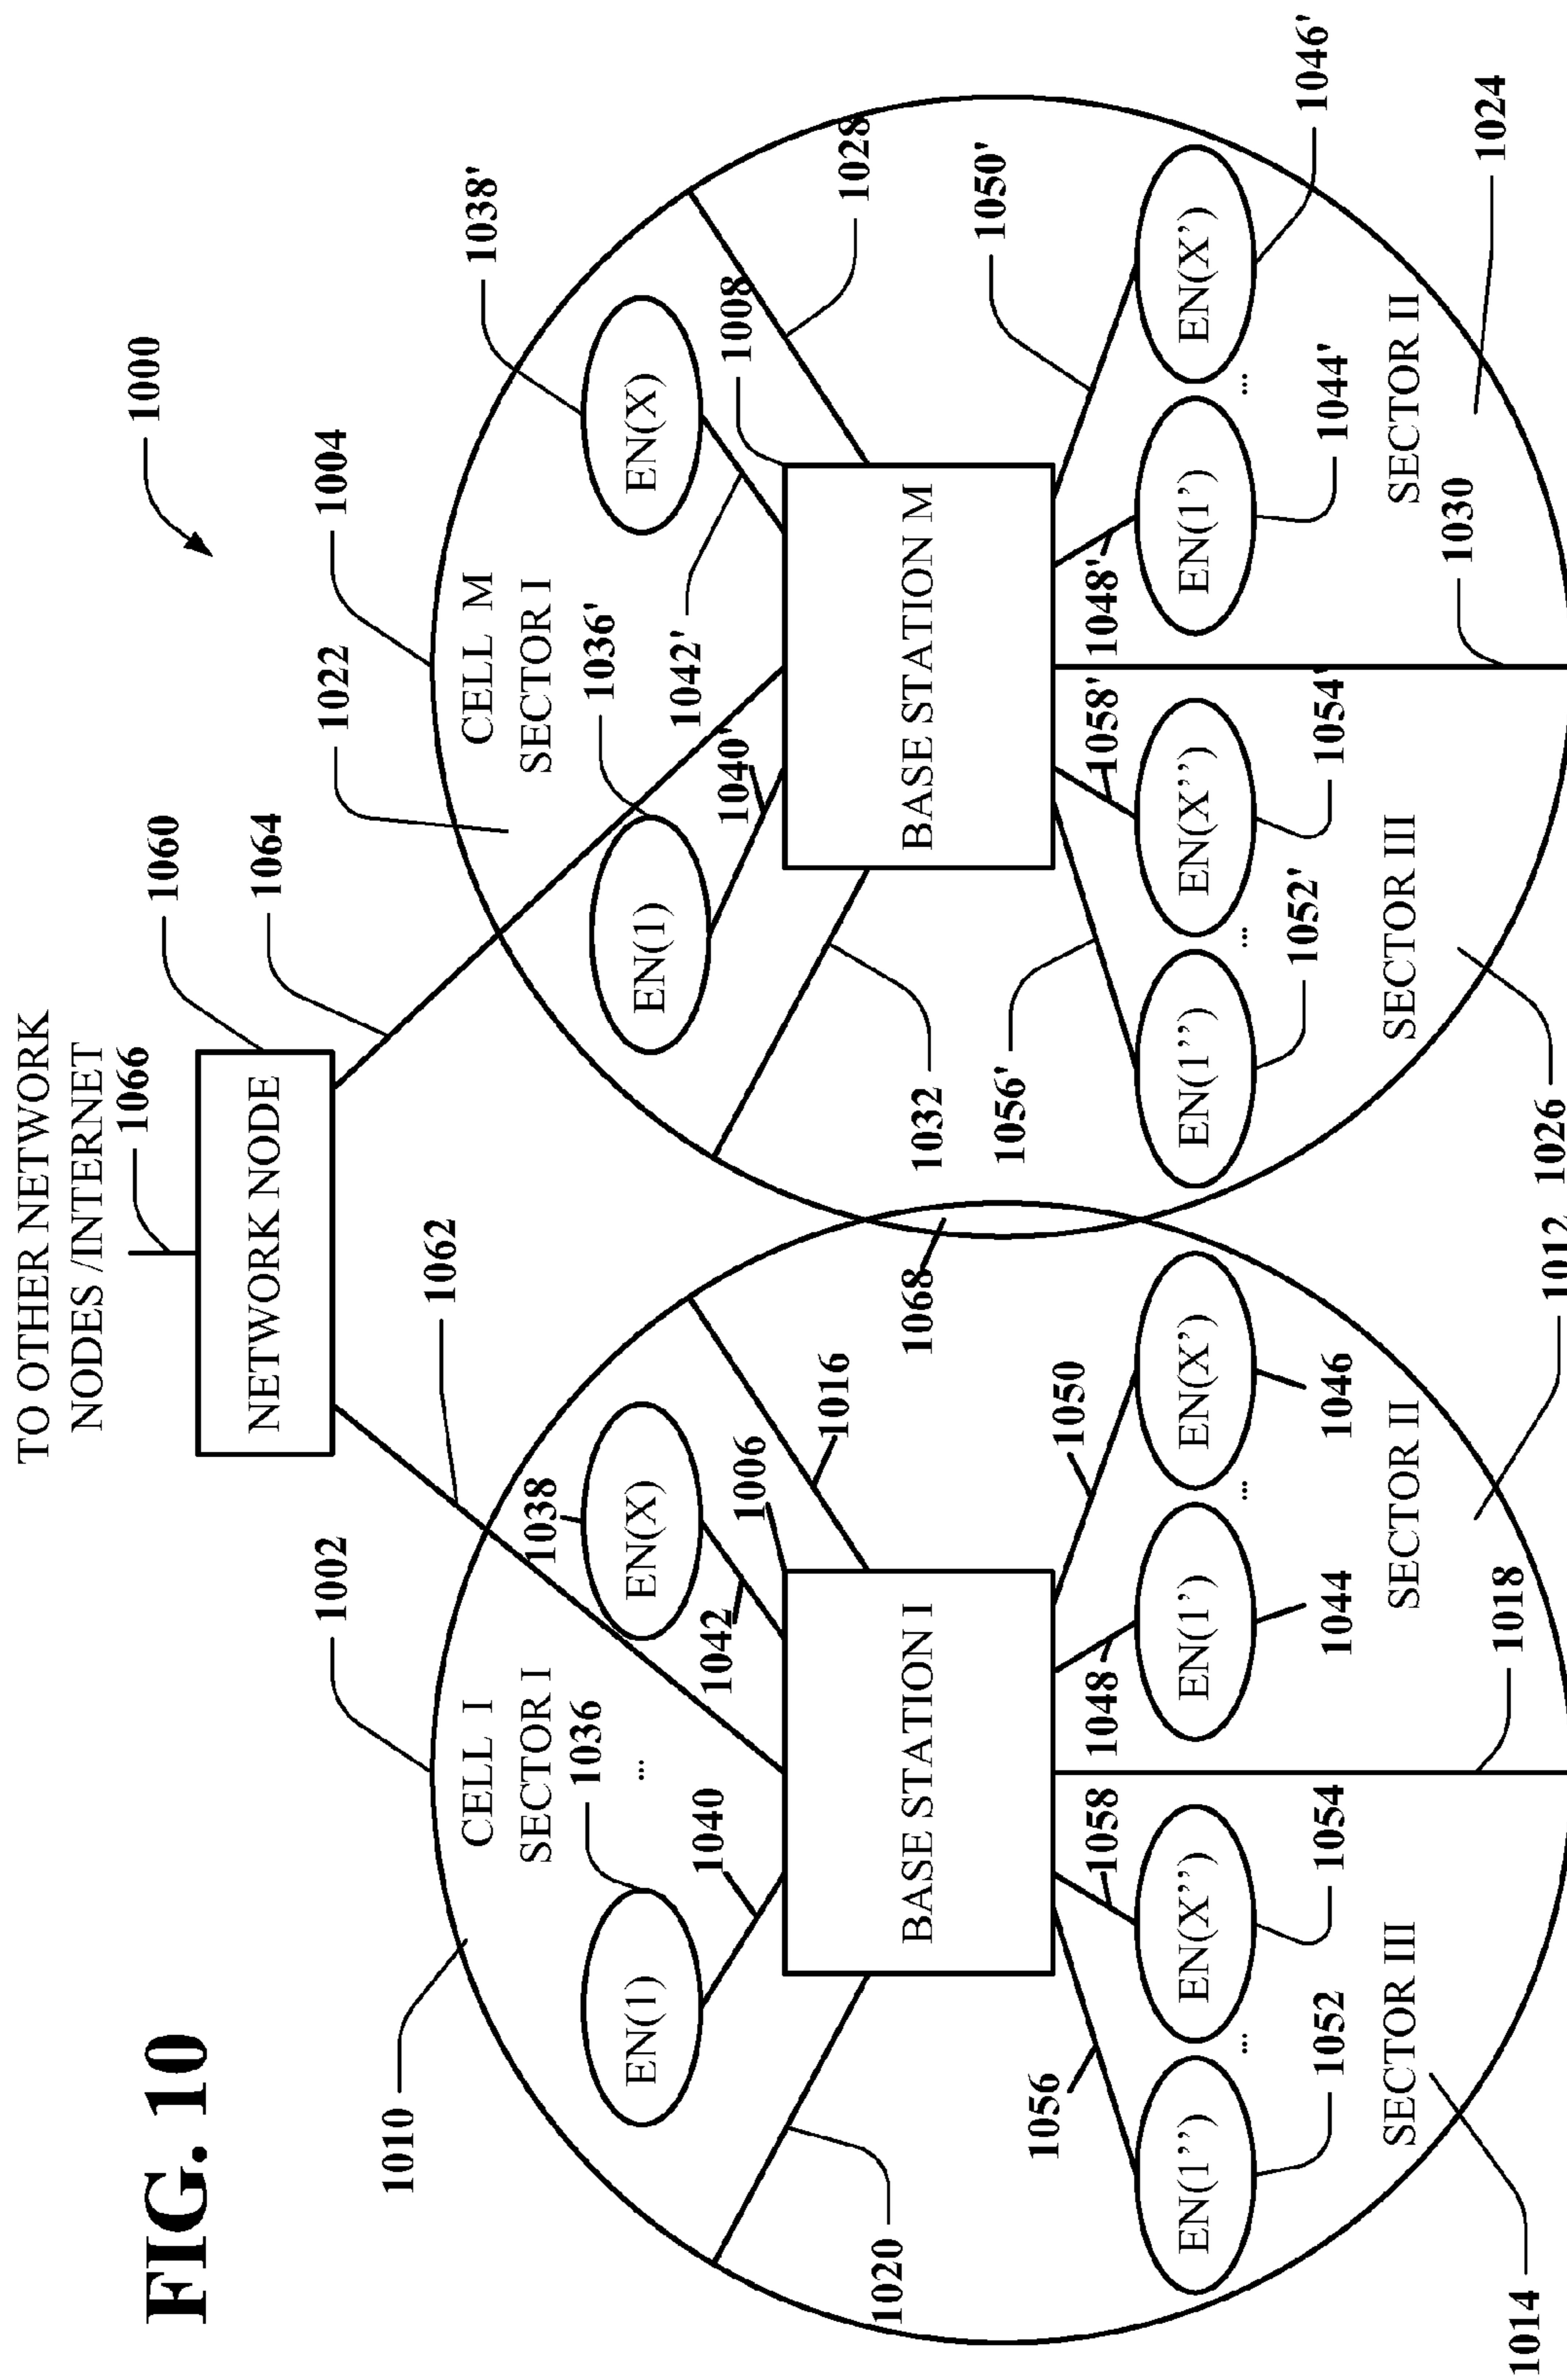 FIG. 10
1000
TO OTHER NETWORK
NODES /INTERNET
1066
NETWORK NODE
1060
1062
1064
1002
1010
CELL I
SECTOR I
1036
...
1038
EN(1)
EN(X)
1040
1042
1006
1016
1020
BASE STATION I
1056
1058
1048
1050
EN(1'')
...
EN(X'')
EN(1')
...
EN(X')
1052
1054
1044
1046
SECTOR III
SECTOR II
1014
1018
1012
1068
1004
1022
CELL M
SECTOR I
1036'
1038'
EN(1)
EN(X)
1040'
1042'
1008
1028
1032
BASE STATION M
1056'
1058'
1048'
1050'
EN(1'')
...
EN(X'')
EN(1')
...
EN(X')
1052'
1054'
1044'
1046'
SECTOR III
SECTOR II
1026
1030
1024